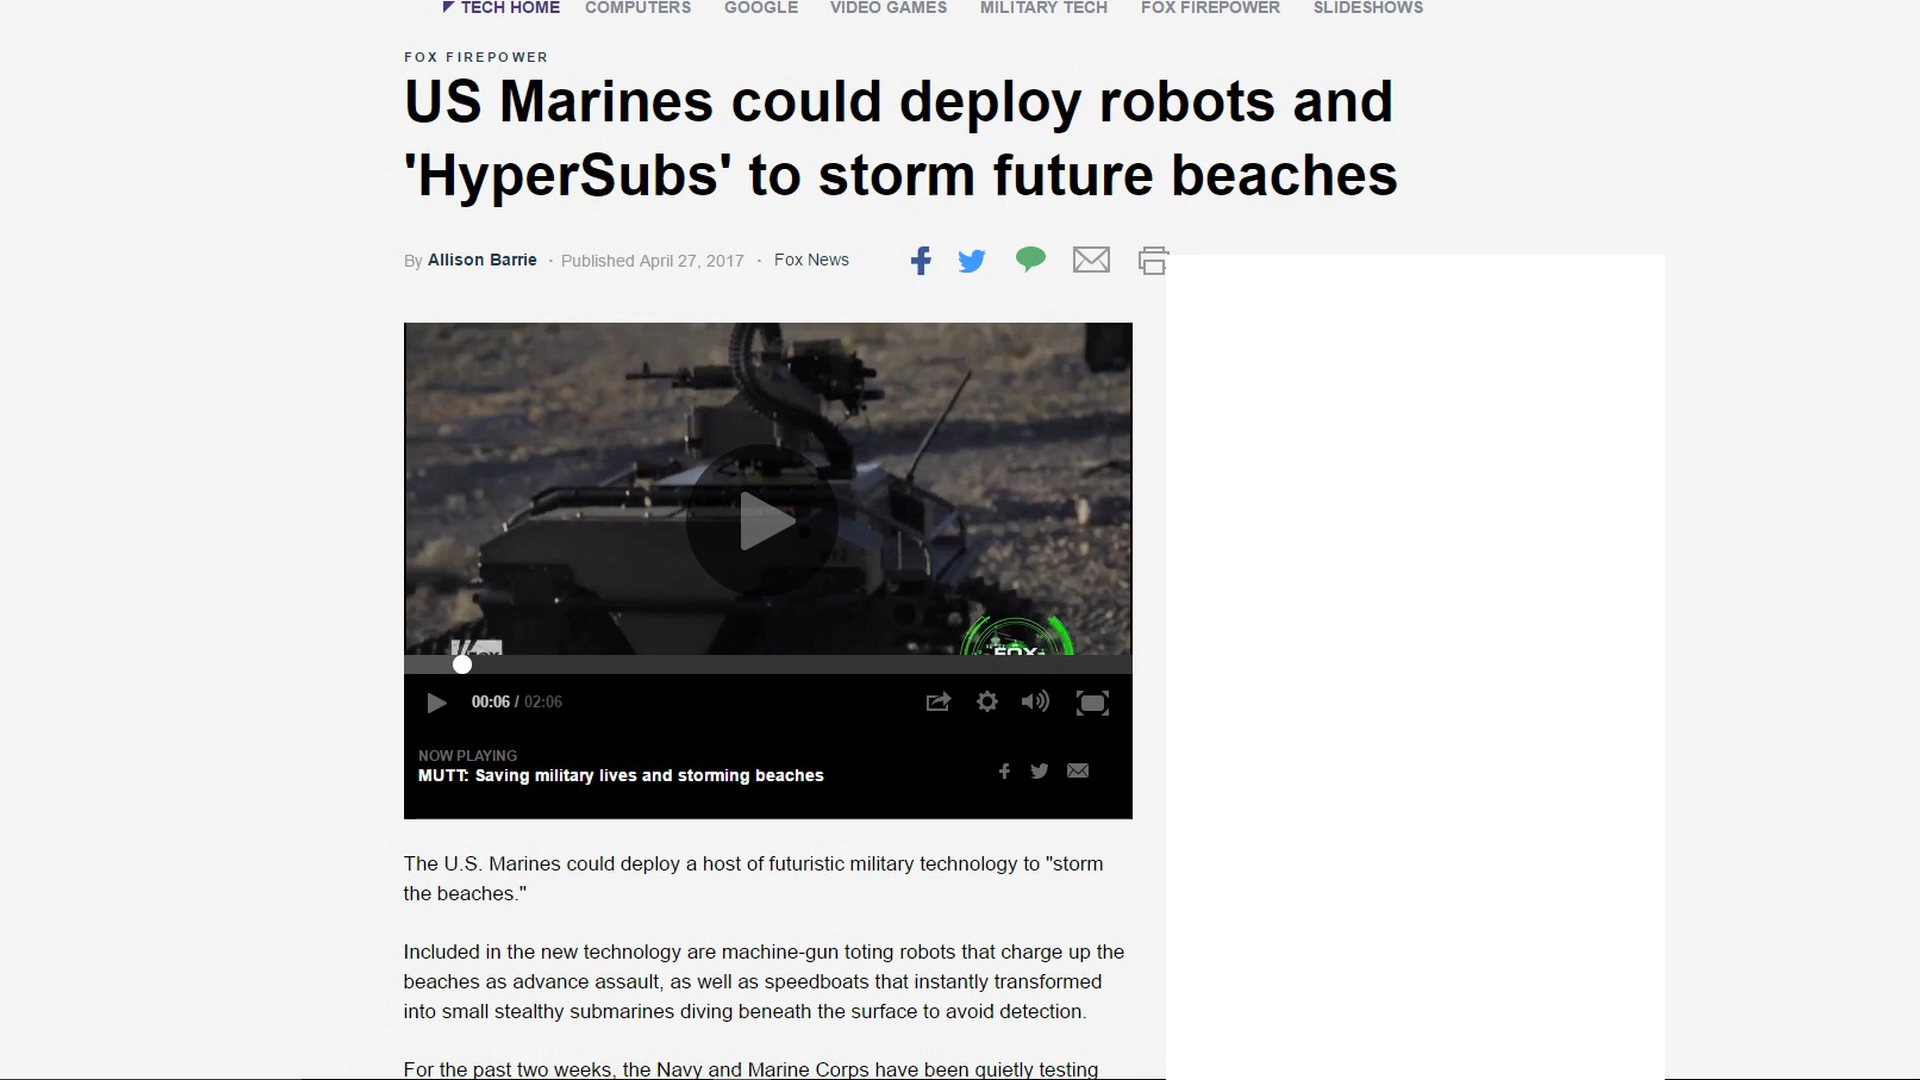 TECH HOME COMPUTERS GOOGLE VIDEO GAMES MILITARY TECH FOX FIREPOWER SLIDESHOWS
FOX FIREPOWER
US Marines could deploy robots and
'HyperSubs' to storm future beaches
By Allison Barrie · Published April 27, 2017 · Fox News
FOX
00:06 / 02:06
NOW PLAYING
MUTT: Saving military lives and storming beaches
The U.S. Marines could deploy a host of futuristic military technology to "storm
the beaches."
Included in the new technology are machine-gun toting robots that charge up the
beaches as advance assault, as well as speedboats that instantly transformed
into small stealthy submarines diving beneath the surface to avoid detection.
For the past two weeks, the Navy and Marine Corps have been quietly testing